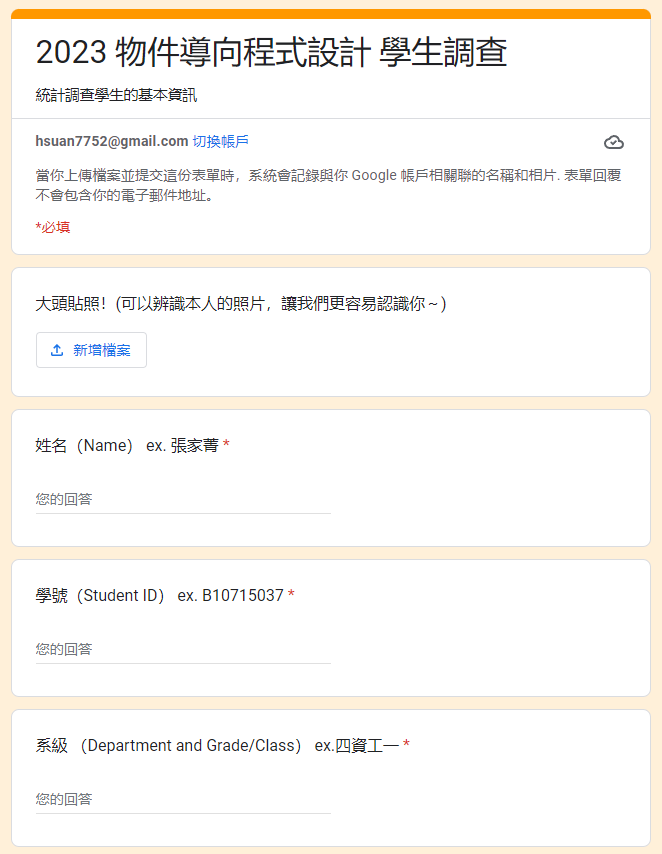 2023 物件導向程式設計 學生調查
統計調查學生的基本資訊
hsuan7752@gmail.com 切換帳戶
當你上傳檔案並提交這份表單時，系統會記錄與你 Google 帳戶相關聯的名稱和相片. 表單回覆
不會包含你的電子郵件地址。
*必填
大頭貼照！(可以辨識本人的照片，讓我們更容易認識你～)
新增檔案
姓名（Name） ex. 張家菁 *
您的回答
學號（Student ID） ex. B10715037 *
您的回答
系級 （Department and Grade/Class） ex.四資工一 *
您的回答